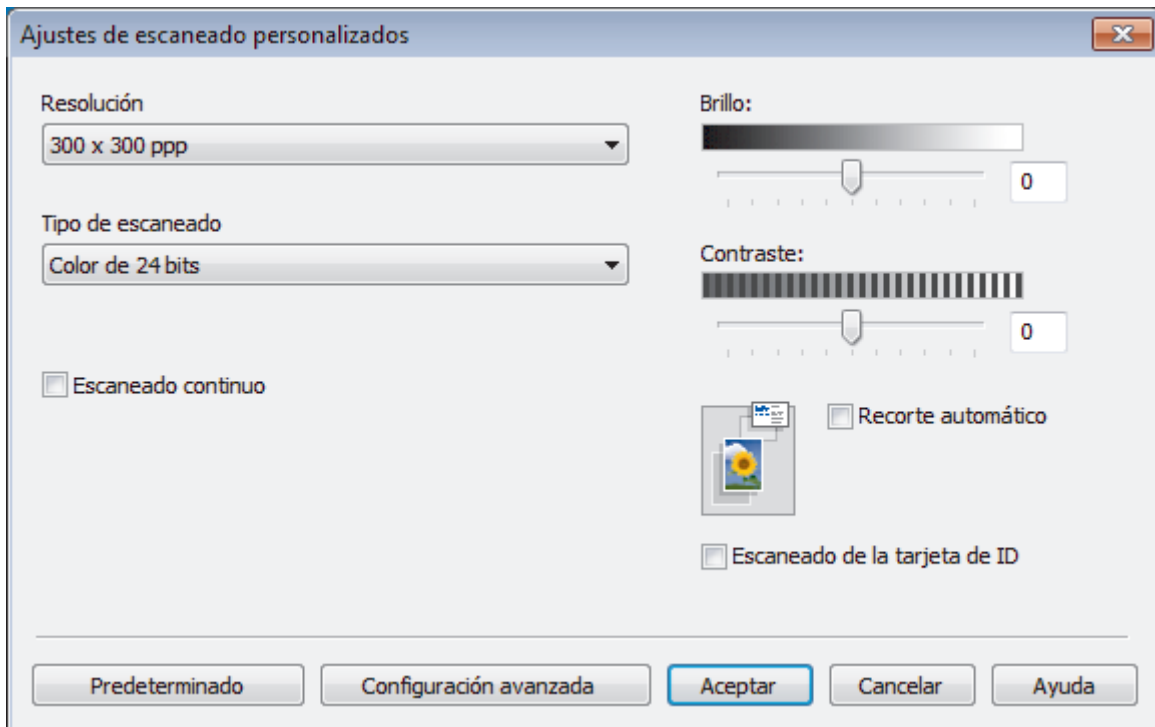 Ajustes de escaneado personalizados
Resolución
300 x 300 ppp
Tipo de escaneado
Color de 24 bits
Escaneado continuo
Brillo:
0
Contraste:
0
Recorte automático
Escaneado de la tarjeta de ID
Predeterminado
Configuración avanzada
Aceptar
Cancelar
Ayuda